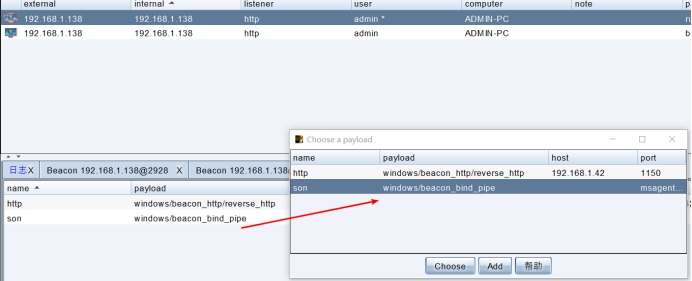 external internal listener user computer note p
192.168.1.138 192.168.1.138 http admin * ADMIN-PC
192.168.1.138 192.168.1.138 http admin ADMIN-PC b
Choose a payload
name payload host port
http windows/beacon_http/reverse_http 192.168.1.42 1150
son windows/beacon_bind_pipe msagent...
Choose Add 帮助
日志X Beacon 192.168.1.138@2928 X Beacon 192.168.1.138
name payload
http windows/beacon_http/reverse_http
son windows/beacon_bind_pipe